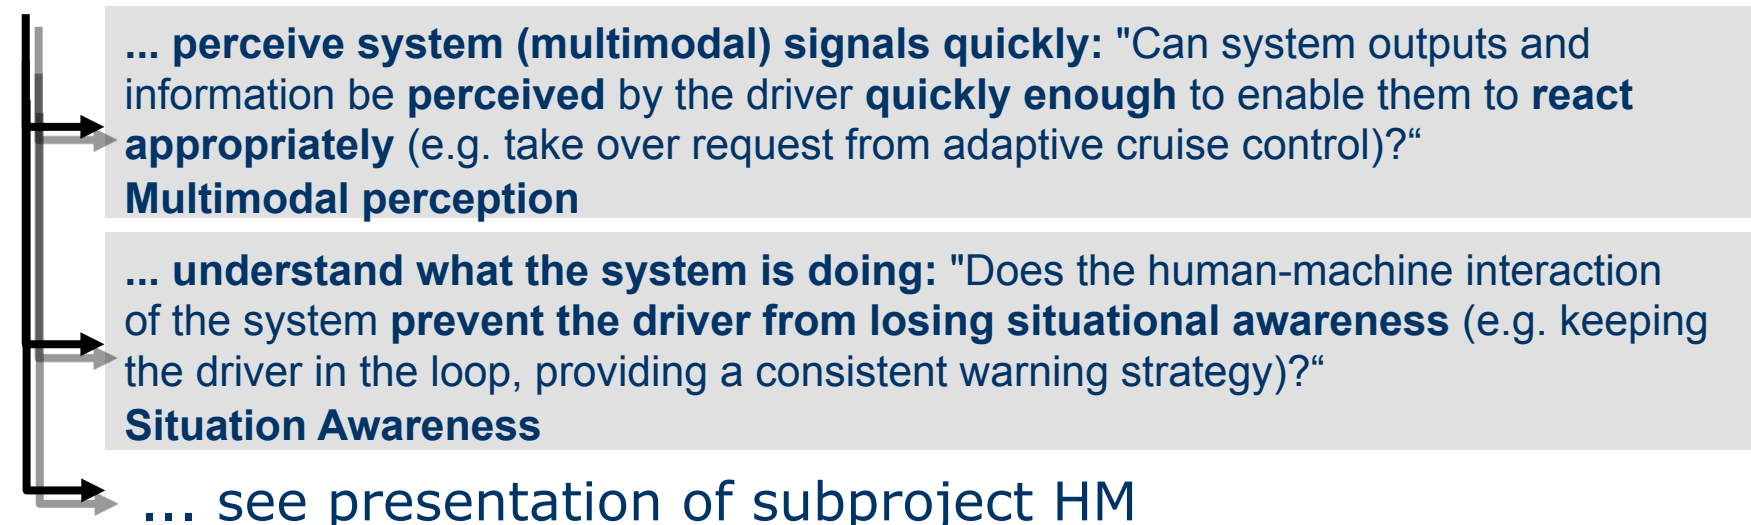 ... perceive system (multimodal) signals quickly: "Can system outputs and
information be perceived by the driver quickly enough to enable them to react
appropriately (e.g. take over request from adaptive cruise control)?“
Multimodal perception
... understand what the system is doing: "Does the human-machine interaction
of the system prevent the driver from losing situational awareness (e.g. keeping
the driver in the loop, providing a consistent warning strategy)?“
Situation Awareness
... see presentation of subproject HM